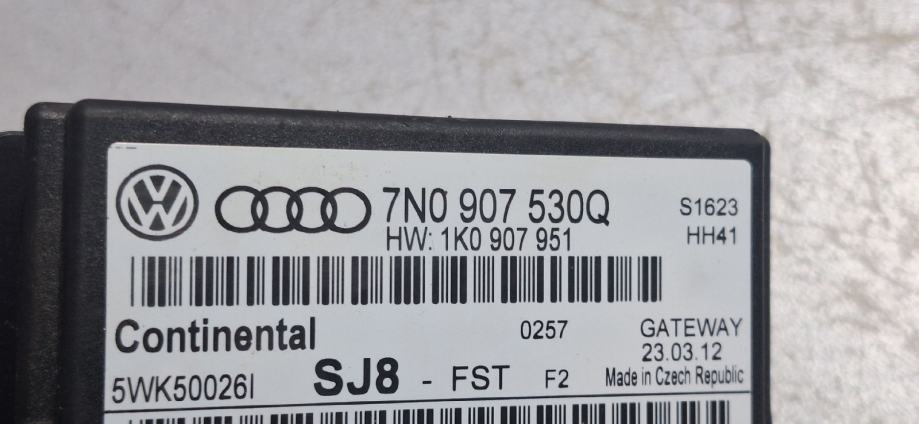 7N0 907 530Q S1623
HW: 1K0 907 951 HH41
Continental 0257 GATEWAY
23.03.12
5WK50026I SJ8 - FST F2 Made in Czech Republic